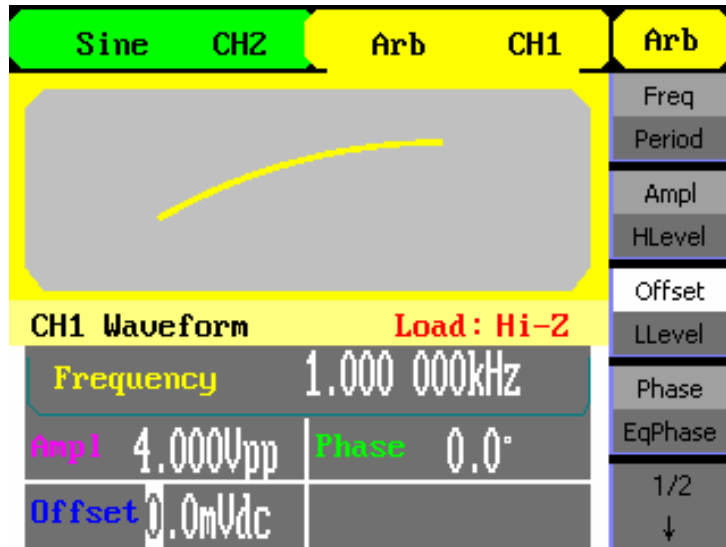 Sine CH2 Arb CH1 Arb
Freq
Period
Ampl
HLevel
Offset
LLevel
Phase
EqPhase
1/2
↓
CH1 Waveform Load: Hi-Z
Frequency 1.000 000kHz
Ampl 4.000Vpp Phase 0.0°
Offset 0.0mVdc